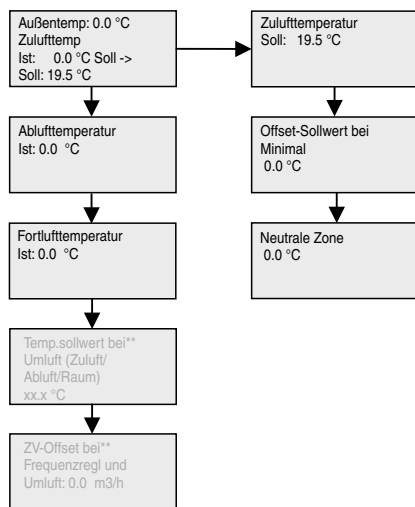 Außentemp: 0.0 °C
Zulufttemp
Ist: 0.0 °C Soll ->
Soll: 19.5 °C
Ablufttemperatur
Ist: 0.0 °C
Fortlufttemperatur
Ist: 0.0 °C
Temp.sollwert bei**
Umluft (Zuluft/
Abluft/Raum)
xx.x °C
ZV-Offset bei**
Frequenzregl und
Umluft: 0.0 m3/h
Zulufttemperatur
Soll: 19.5 °C
Offset-Sollwert bei
Minimal
0.0 °C
Neutrale Zone
0.0 °C